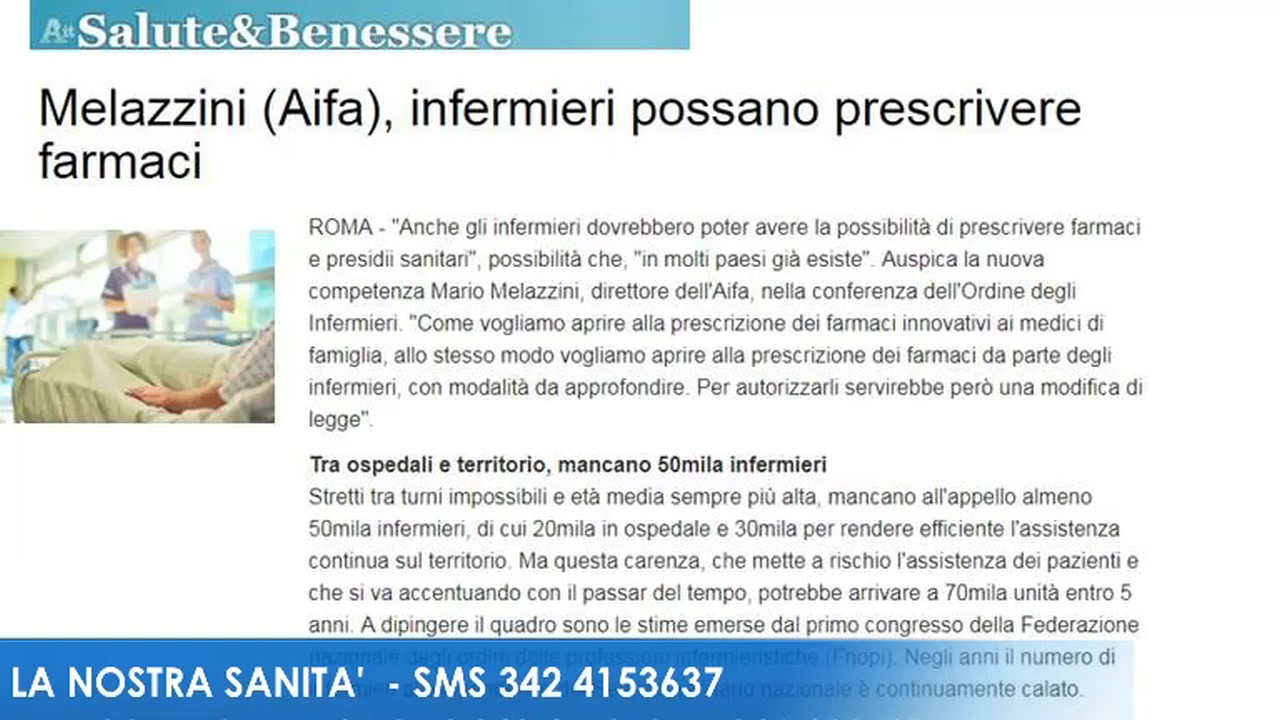 Salute&Benessere
Melazzini (Aifa), infermieri possano prescrivere
farmaci
ROMA - "Anche gli infermieri dovrebbero poter avere la possibilità di prescrivere farmaci
e presidii sanitari", possibilità che, "in molti paesi già esiste". Auspica la nuova
competenza Mario Melazzini, direttore dell'Aifa, nella conferenza dell'Ordine degli
Infermieri. "Come vogliamo aprire alla prescrizione dei farmaci innovativi ai medici di
famiglia, allo stesso modo vogliamo aprire alla prescrizione dei farmaci da parte degli
infermieri, con modalità da approfondire. Per autorizzarli servirebbe però una modifica di
legge".
Tra ospedali e territorio, mancano 50mila infermieri
Stretti tra turni impossibili e età media sempre più alta, mancano all'appello almeno
50mila infermieri, di cui 20mila in ospedale e 30mila per rendere efficiente l'assistenza
continua sul territorio. Ma questa carenza, che mette a rischio l'assistenza dei pazienti e
che si va accentuando con il passar del tempo, potrebbe arrivare a 70mila unità entro 5
anni. A dipingere il quadro sono le stime emerse dal primo congresso della Federazione
nazionale degli ordini delle professioni infermieristiche (Fnopi). Negli anni il numero di
nazionale è continuamente calato.
LA NOSTRA SANITA' - SMS 342 4153637